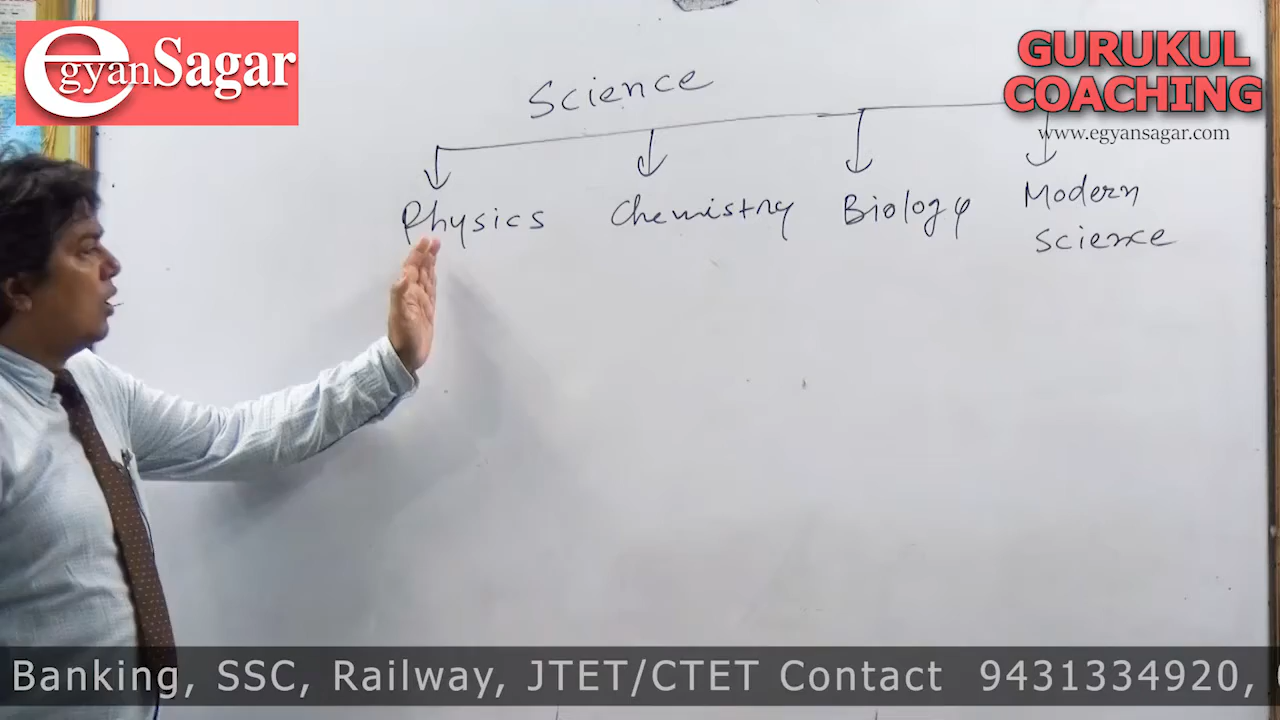 egyanSagar
GURUKUL
COACHING
www.egyansagar.com
Science
Physics Chemistry Biology Modern
science
Banking, SSC, Railway, JTET/CTET Contact 9431334920,